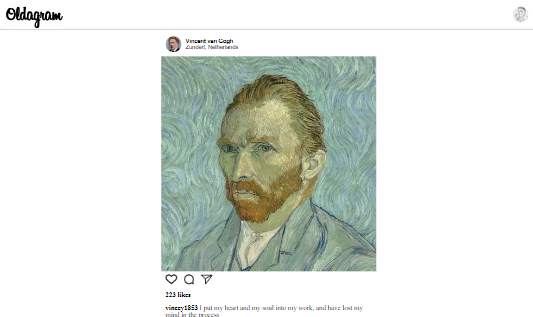 Oldagram
Vincent van Gogh
Zundert, Netherlands
223 likes
vincey1853 I put my heart and my soul into my work, and have lost my
mind in the process